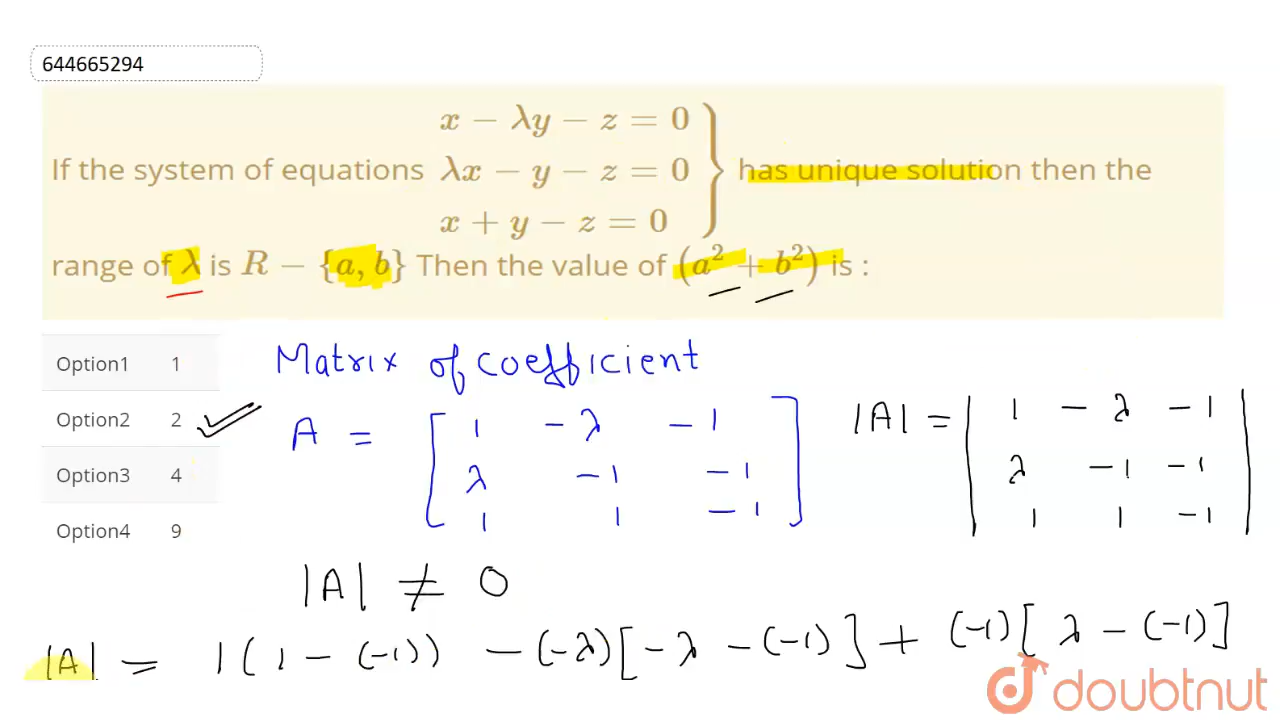 644665294
x − λy − z = 0
If the system of equations λx − y − z = 0 } has unique solution then the
x + y − z = 0
range of λ is R − {a, b} Then the value of (a² + b²) is :
Option1 1
Option2 2
Option3 4
Option4 9
Matrix of coefficient
A = [ 1 −λ −1
λ −1 −1
1 1 −1 ]
|A| = | 1 −λ −1
λ −1 −1
1 1 −1 |
|A| ≠ 0
|A| = 1(1 − (−1)) − (−λ)[−λ − (−1)] + (−1)[λ − (−1)]
doubtnut